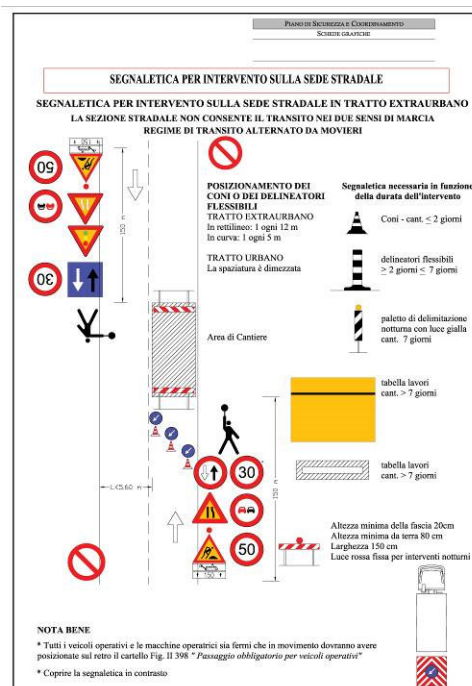 PIANO DI SICUREZZA E COORDINAMENTO
SCHEDE GRAFICHE
SEGNALETICA PER INTERVENTO SULLA SEDE STRADALE
SEGNALETICA PER INTERVENTO SULLA SEDE STRADALE IN TRATTO EXTRAURBANO
LA SEZIONE STRADALE NON CONSENTE IL TRANSITO NEI DUE SENSI DI MARCIA
REGIME DI TRANSITO ALTERNATO DA MOVIERI
50
30
150 m
POSIZIONAMENTO DEI
CONI O DEI DELINEATORI
FLESSIBILI
TRATTO EXTRAURBANO
In rettilineo: 1 ogni 12 m
In curva: 1 ogni 5 m
TRATTO URBANO
La spaziatura è dimezzata
Segnaletica necessaria in funzione
della durata dell'intervento
Coni - cant. ≤ 2 giorni
delineatori flessibili
≥ 2 giorni ≤ 7 giorni
paletto di delimitazione
notturna con luce gialla
cant. 7 giorni
Area di Cantiere
tabella lavori
cant. > 7 giorni
tabella lavori
cant. > 7 giorni
L<5,60 m
30
50
150 m
Altezza minima della fascia 20cm
Altezza minima da terra 80 cm
Larghezza 150 cm
Luce rossa fissa per interventi notturni
NOTA BENE
* Tutti i veicoli operativi e le macchine operatrici sia fermi che in movimento dovranno avere
posizionate sul retro il cartello Fig. II 398 " Passaggio obbligatorio per veicoli operativi"
* Coprire la segnaletica in contrasto